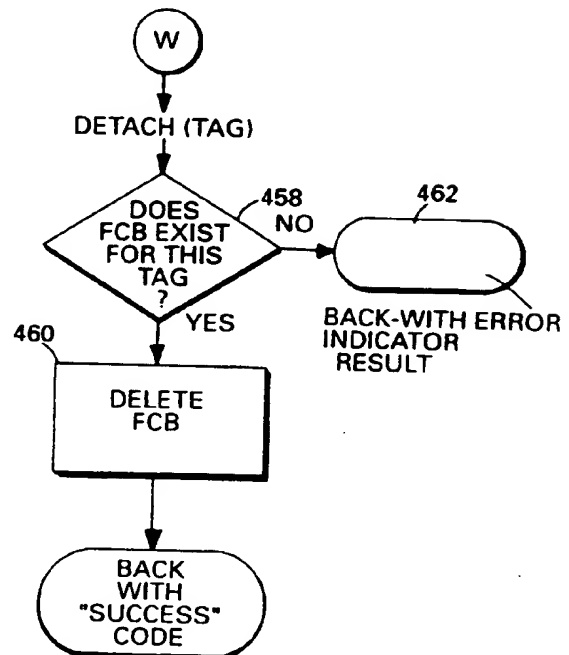 W
DETACH (TAG)
458
DOES
FCB EXIST
FOR THIS
TAG
?
NO
462
BACK-WITH ERROR
INDICATOR
RESULT
YES
460
DELETE
FCB
BACK
WITH
"SUCCESS"
CODE